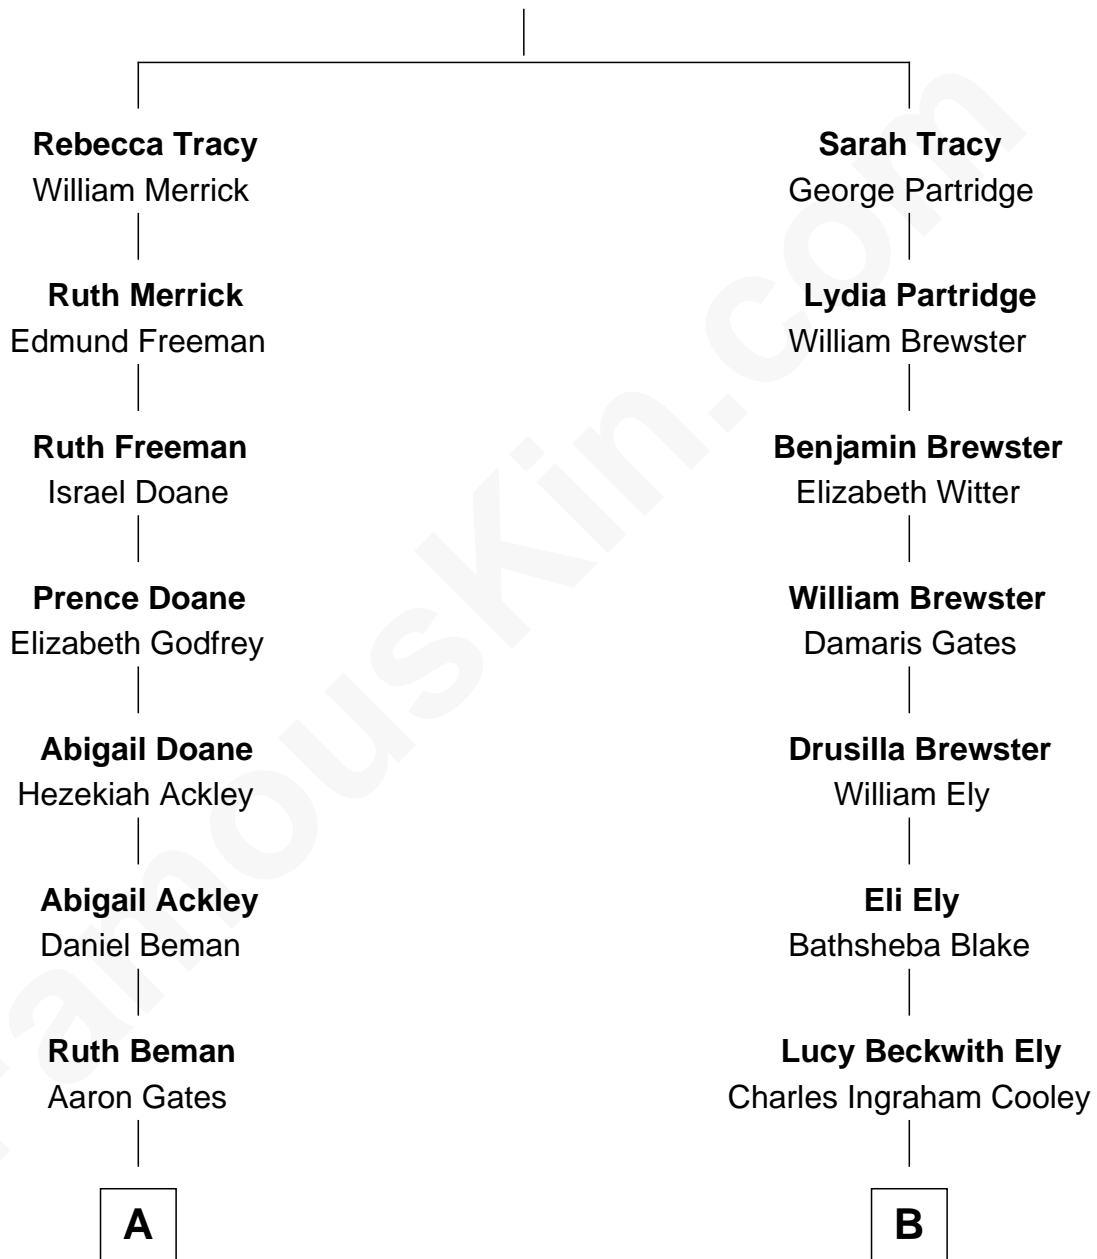 Rebecca Tracy
William Merrick
Sarah Tracy
George Partridge
Ruth Merrick
Edmund Freeman
Lydia Partridge
William Brewster
Ruth Freeman
Israel Doane
Benjamin Brewster
Elizabeth Witter
Prence Doane
Elizabeth Godfrey
William Brewster
Damaris Gates
Abigail Doane
Hezekiah Ackley
Drusilla Brewster
William Ely
Abigail Ackley
Daniel Beman
Eli Ely
Bathsheba Blake
Ruth Beman
Aaron Gates
Lucy Beckwith Ely
Charles Ingraham Cooley
A
B
FamousKin.com